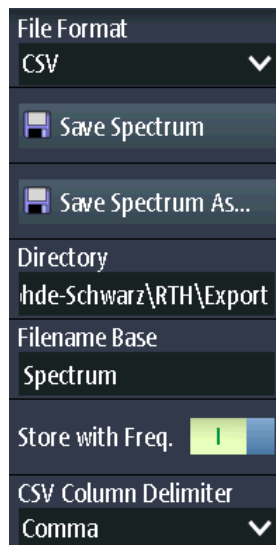 File Format
CSV
Save Spectrum
Save Spectrum As...
Directory
hde-Schwarz\RTH\Export
Filename Base
Spectrum
Store with Freq.
I
CSV Column Delimiter
Comma